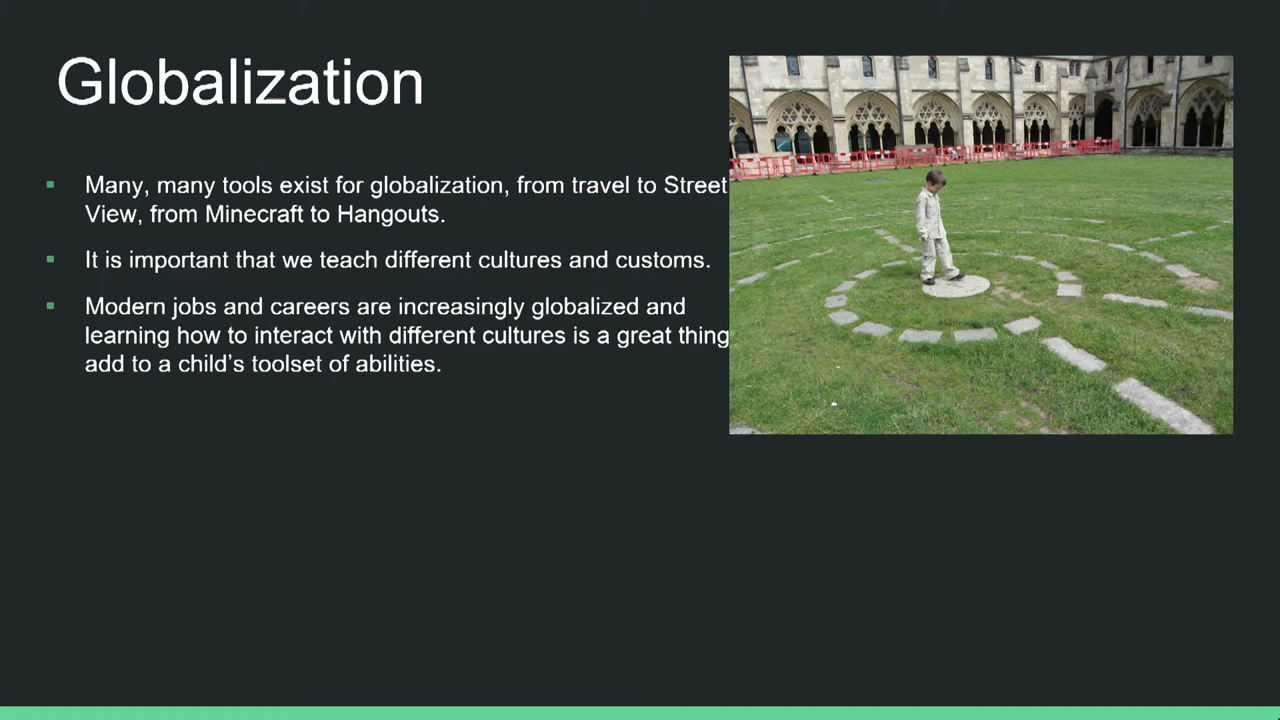 Globalization
Many, many tools exist for globalization, from travel to Street
View, from Minecraft to Hangouts.
It is important that we teach different cultures and customs.
Modern jobs and careers are increasingly globalized and
learning how to interact with different cultures is a great thing
add to a child’s toolset of abilities.